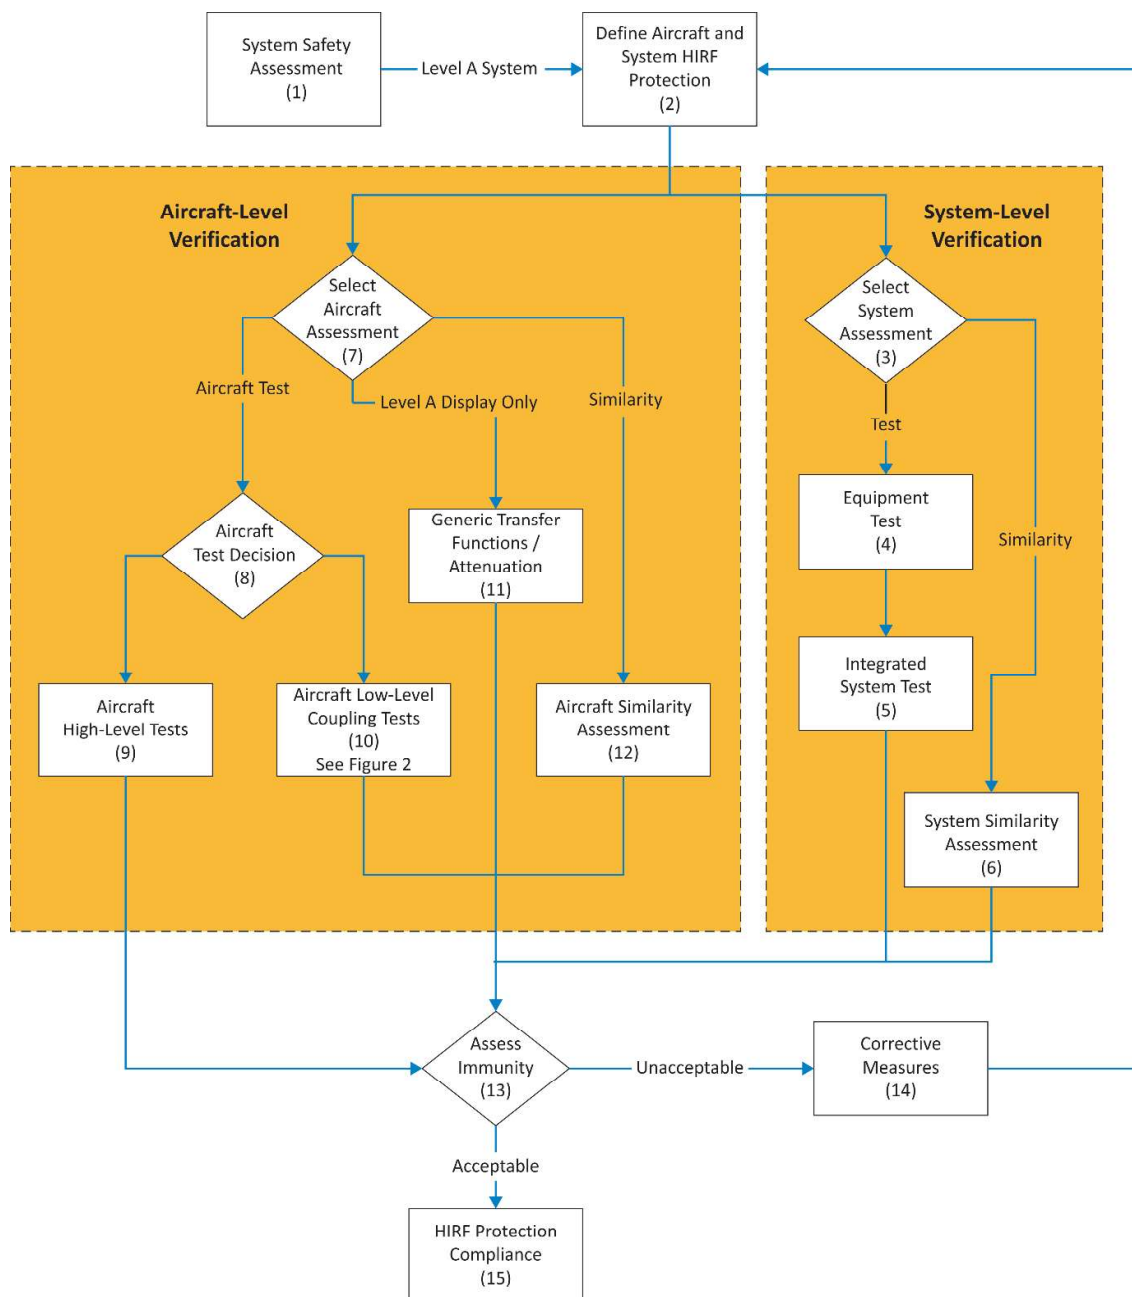 System Safety
Assessment
(1)
Level A System
Define Aircraft and
System HIRF
Protection
(2)
Aircraft-Level
Verification
System-Level
Verification
Select
Aircraft
Assessment
(7)
Select
System
Assessment
(3)
Aircraft Test
Level A Display Only
Similarity
Test
Aircraft
Test Decision
(8)
Generic Transfer
Functions /
Attenuation
(11)
Equipment
Test
(4)
Similarity
Aircraft
High-Level Tests
(9)
Aircraft Low-Level
Coupling Tests
(10)
See Figure 2
Aircraft Similarity
Assessment
(12)
Integrated
System Test
(5)
System Similarity
Assessment
(6)
Assess
Immunity
(13)
Unacceptable
Corrective
Measures
(14)
Acceptable
HIRF Protection
Compliance
(15)